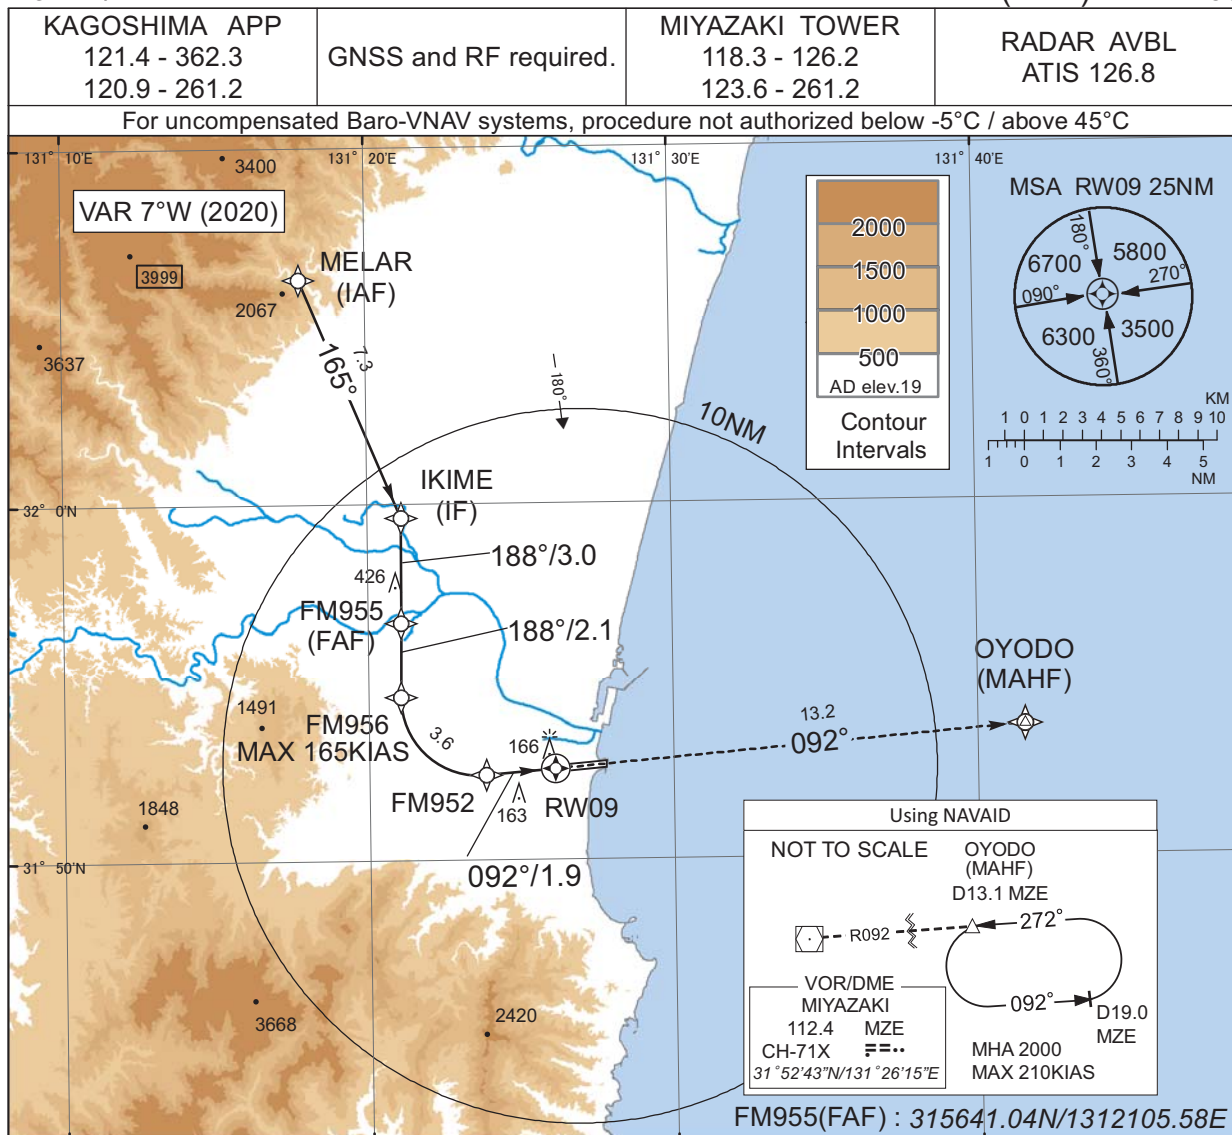 KAGOSHIMA APP
121.4 - 362.3
120.9 - 261.2
GNSS and RF required.
MIYAZAKI TOWER
118.3 - 126.2
123.6 - 261.2
RADAR AVBL
ATIS 126.8
For uncompensated Baro-VNAV systems, procedure not authorized below -5°C / above 45°C
131° 10'E
131° 20'E
131° 30'E
131° 40'E
3400
VAR 7°W (2020)
3999
2067
3637
MELAR
(IAF)
7.3
165°
180°
10NM
2000
1500
1000
500
AD elev.19
Contour
Intervals
MSA RW09 25NM
180°
5800
6700
270°
090°
6300
3500
360°
KM
1 0 1 2 3 4 5 6 7 8 9 10
1 0 1 2 3 4 5
NM
IKIME
(IF)
32° 0'N
188°/3.0
426
FM955
(FAF)
188°/2.1
OYODO
(MAHF)
1491
FM956
MAX 165KIAS
3.6
166
13.2
092°
FM952
163
RW09
1848
31° 50'N
092°/1.9
3668
2420
Using NAVAID
NOT TO SCALE
OYODO
(MAHF)
D13.1 MZE
R092
272°
092°
D19.0
MZE
VOR/DME
MIYAZAKI
112.4 MZE
CH-71X
31°52'43"N/131°26'15"E
MHA 2000
MAX 210KIAS
FM955(FAF) : 315641.04N/1312105.58E